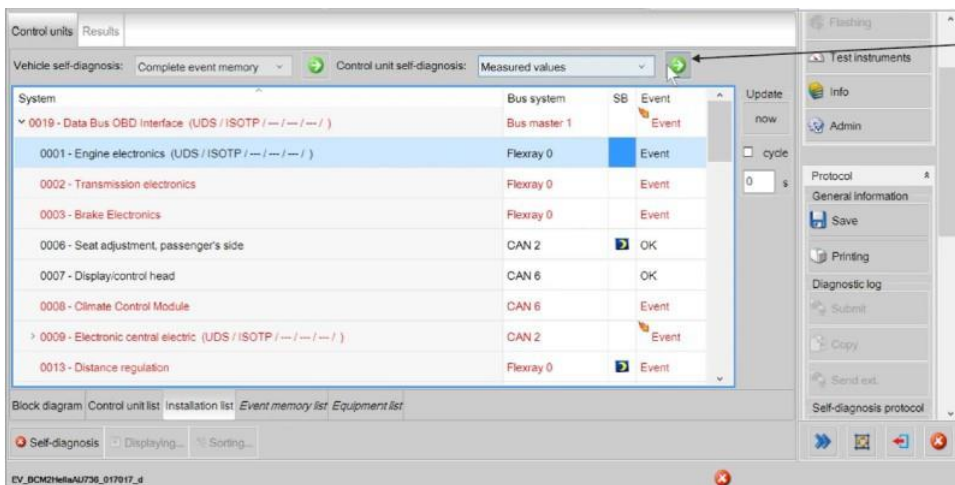 Control units Results
Vehicle self-diagnosis: Complete event memory Control unit self-diagnosis: Measured values
System Bus system SB Event
0019 - Data Bus OBD Interface (UDS / ISOTP / --- / --- / --- / ) Bus master 1 Event
0001 - Engine electronics (UDS / ISOTP / --- / --- / --- / ) Flexray 0 Event
0002 - Transmission electronics Flexray 0 Event
0003 - Brake Electronics Flexray 0 Event
0006 - Seat adjustment, passenger's side CAN 2 OK
0007 - Display/control head CAN 6 OK
0008 - Climate Control Module CAN 6 Event
0009 - Electronic central electric (UDS / ISOTP / --- / --- / --- / ) CAN 2 Event
0013 - Distance regulation Flexray 0 Event
Block diagram Control unit list Installation list Event memory list Equipment list
Self-diagnosis Displaying... Sorting...
EV_BCM2HellaAU736_017017_d
Update
now
cycle
0 s
Flashing
Test instruments
Info
Admin
Protocol
General information
Save
Printing
Diagnostic log
Submit
Copy
Send ext.
Self-diagnosis protocol